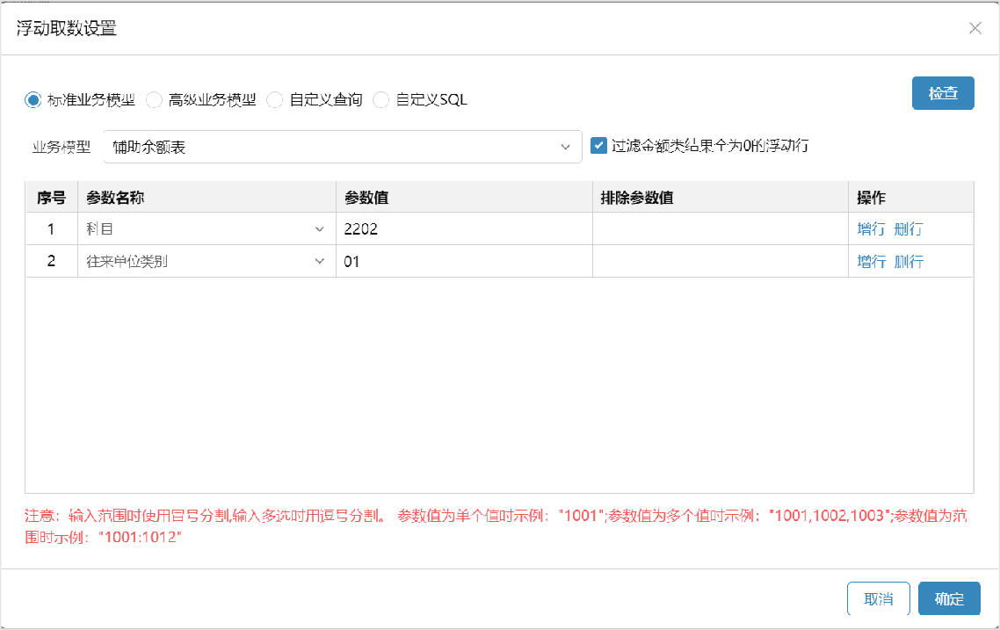 浮动取数设置
标准业务模型 高级业务模型 自定义查询 自定义SQL 检查
业务模型 辅助余额表 过滤金额类结果全为0的浮动行
序号 参数名称 参数值 排除参数值 操作
1 科目 2202 增行 删行
2 往来单位类别 01 增行 删行
注意：输入范围时使用冒号分割,输入多选时用逗号分割。 参数值为单个值时示例："1001";参数值为多个值时示例："1001,1002,1003";参数值为范
围时示例："1001:1012"
取消 确定